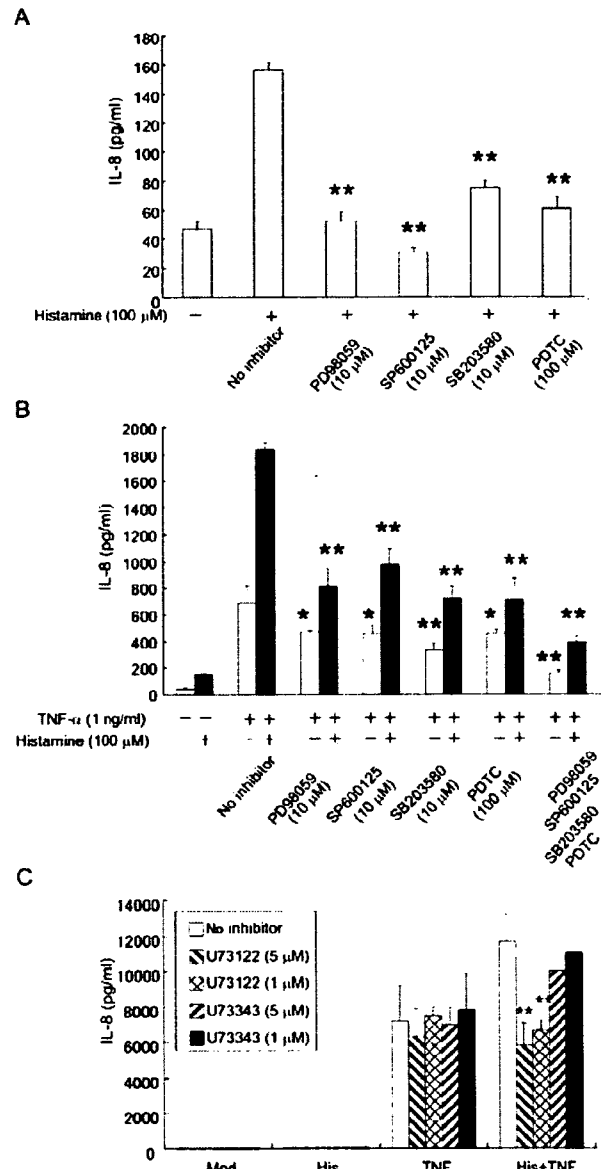 A
IL-8 (pg/ml)
180
160
140
120
100
80
60
40
20
0
** ** ** **
Histamine (100 µM) − + + + + +
No inhibitor
PD98059 (10 µM)
SP600125 (10 µM)
SB203580 (10 µM)
PDTC (100 µM)
B
IL-8 (pg/ml)
2000
1800
1600
1400
1200
1000
800
600
400
200
0
* ** * ** ** ** * ** ** **
TNF-α (1 ng/ml) − − + + + + + + + + + + + +
Histamine (100 µM) + − + − + − + − + − + − +
No inhibitor
PD98059 (10 µM)
SP600125 (10 µM)
SB203580 (10 µM)
PDTC (100 µM)
PD98059
SP600125
SB203580
PDTC
C
IL-8 (pg/ml)
14000
12000
10000
8000
6000
4000
2000
0
No inhibitor
U73122 (5 µM)
U73122 (1 µM)
U73343 (5 µM)
U73343 (1 µM)
** **
Med His TNF His+TNF